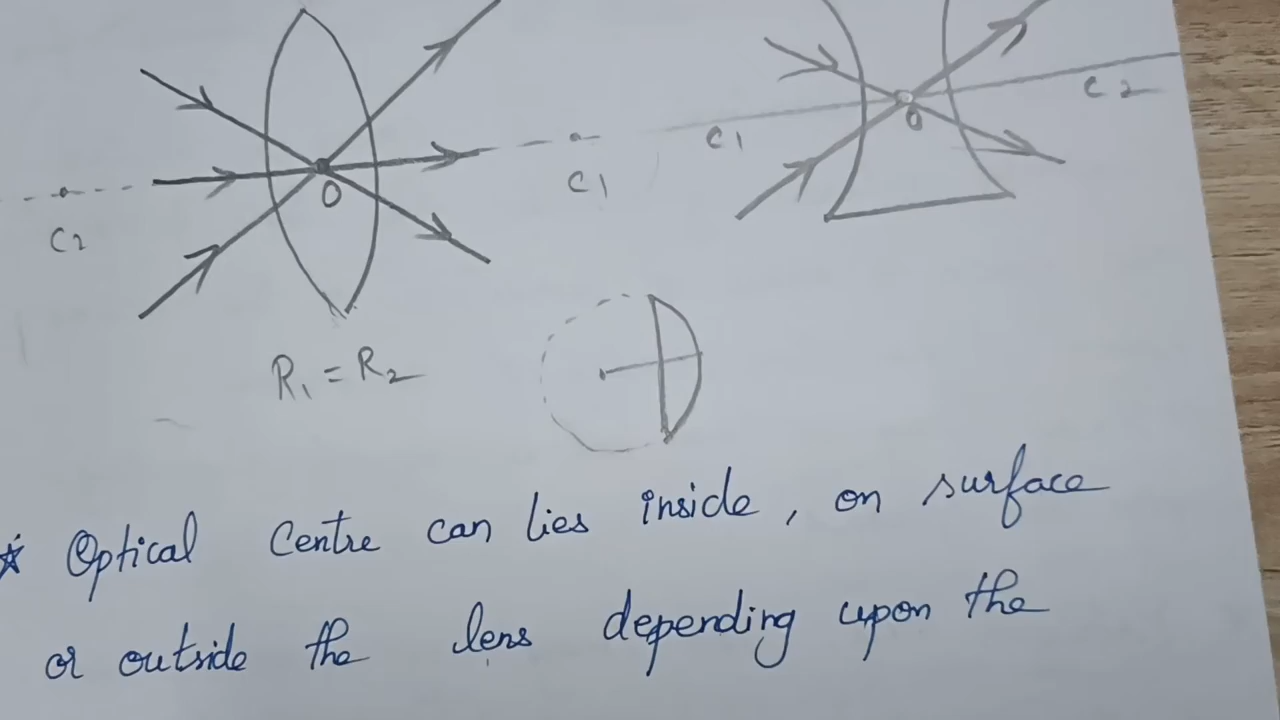 O
C1
C2
C1
O
C2
R1 = R2
★ Optical Centre can lies inside, on surface
or outside the lens depending upon the